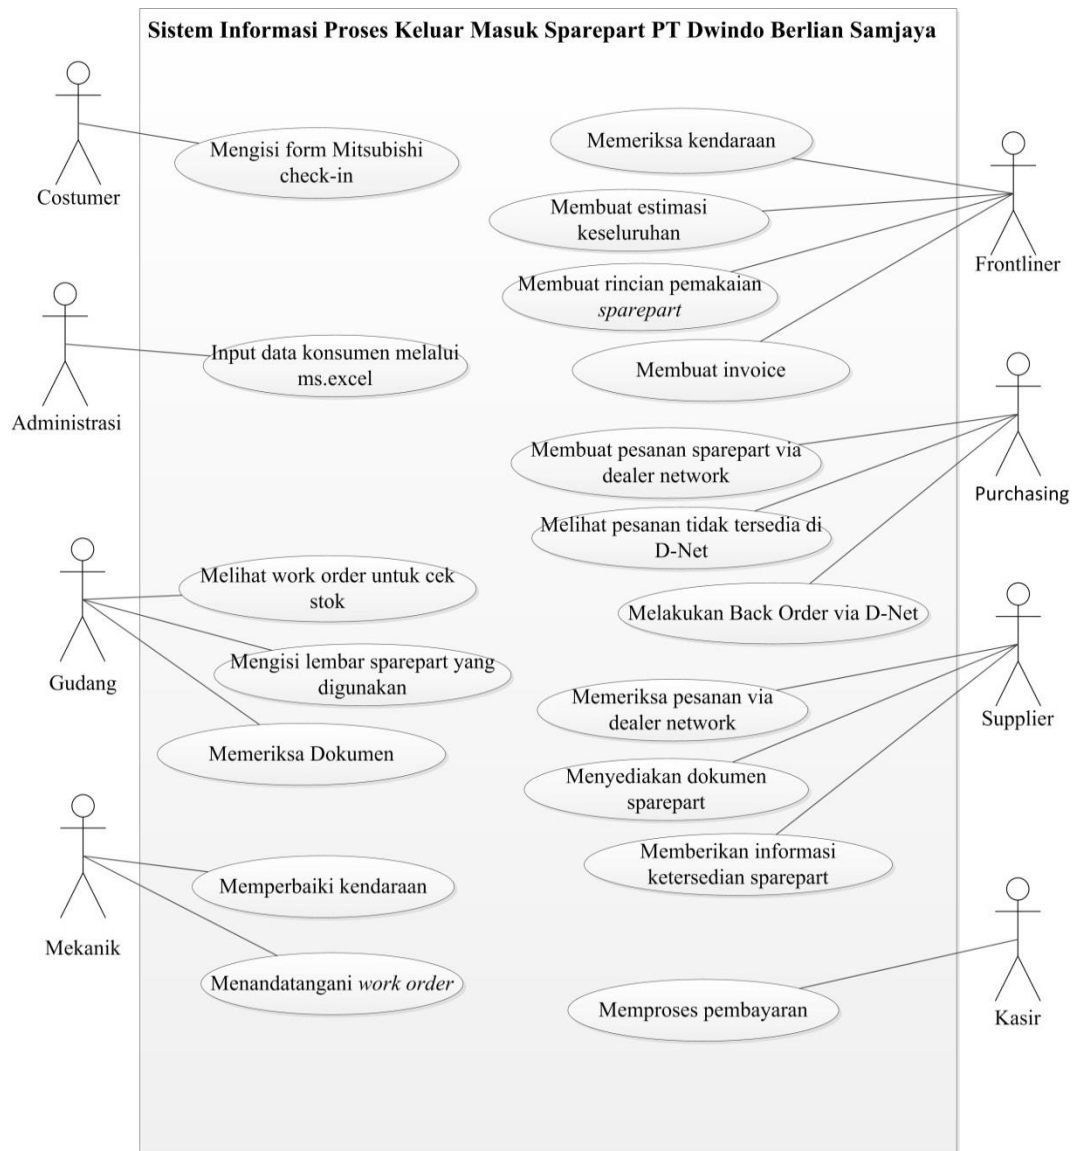 Sistem Informasi Proses Keluar Masuk Sparepart PT Dwindo Berlian Samjaya
Costumer
Mengisi form Mitsubishi
check-in
Administrasi
Input data konsumen melalui
ms.excel
Gudang
Melihat work order untuk cek
stok
Mengisi lembar sparepart yang
digunakan
Memeriksa Dokumen
Mekanik
Memperbaiki kendaraan
Menandatangani work order
Memeriksa kendaraan
Membuat estimasi
keseluruhan
Membuat rincian pemakaian
sparepart
Membuat invoice
Frontliner
Membuat pesanan sparepart via
dealer network
Melihat pesanan tidak tersedia di
D-Net
Melakukan Back Order via D-Net
Purchasing
Memeriksa pesanan via
dealer network
Menyediakan dokumen
sparepart
Memberikan informasi
ketersedian sparepart
Supplier
Memproses pembayaran
Kasir